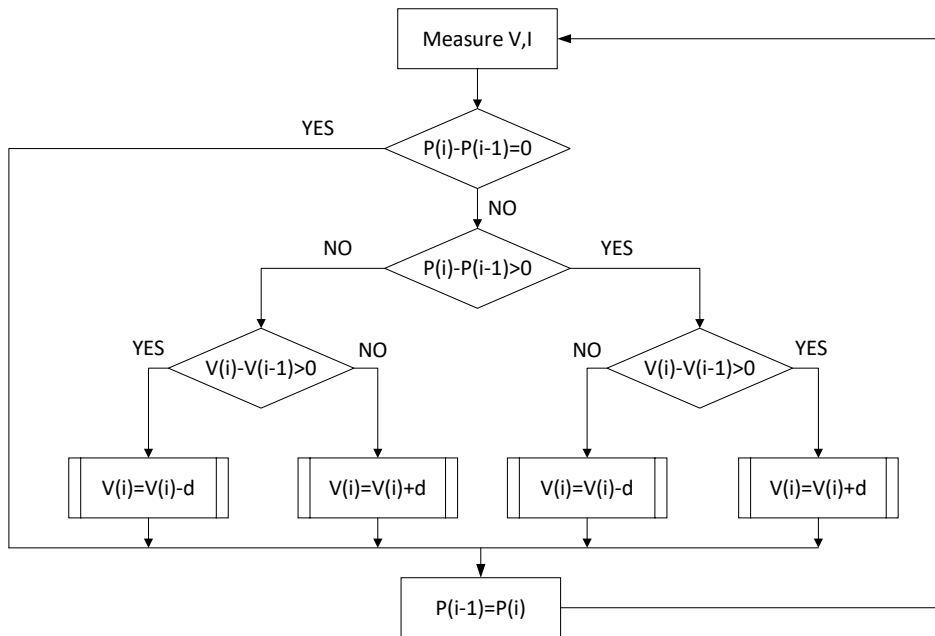 Measure V,I
YES
P(i)-P(i-1)=0
NO
NO
P(i)-P(i-1)>0
YES
YES
V(i)-V(i-1)>0
NO
NO
V(i)-V(i-1)>0
YES
V(i)=V(i)-d
V(i)=V(i)+d
V(i)=V(i)-d
V(i)=V(i)+d
P(i-1)=P(i)